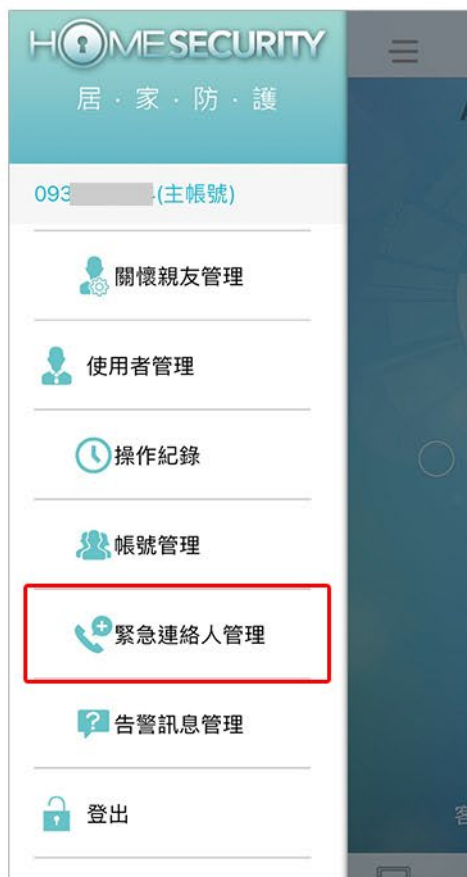 HOME SECURITY
居·家·防·護
093 (主帳號)
關懷親友管理
使用者管理
操作紀錄
帳號管理
緊急連絡人管理
告警訊息管理
登出